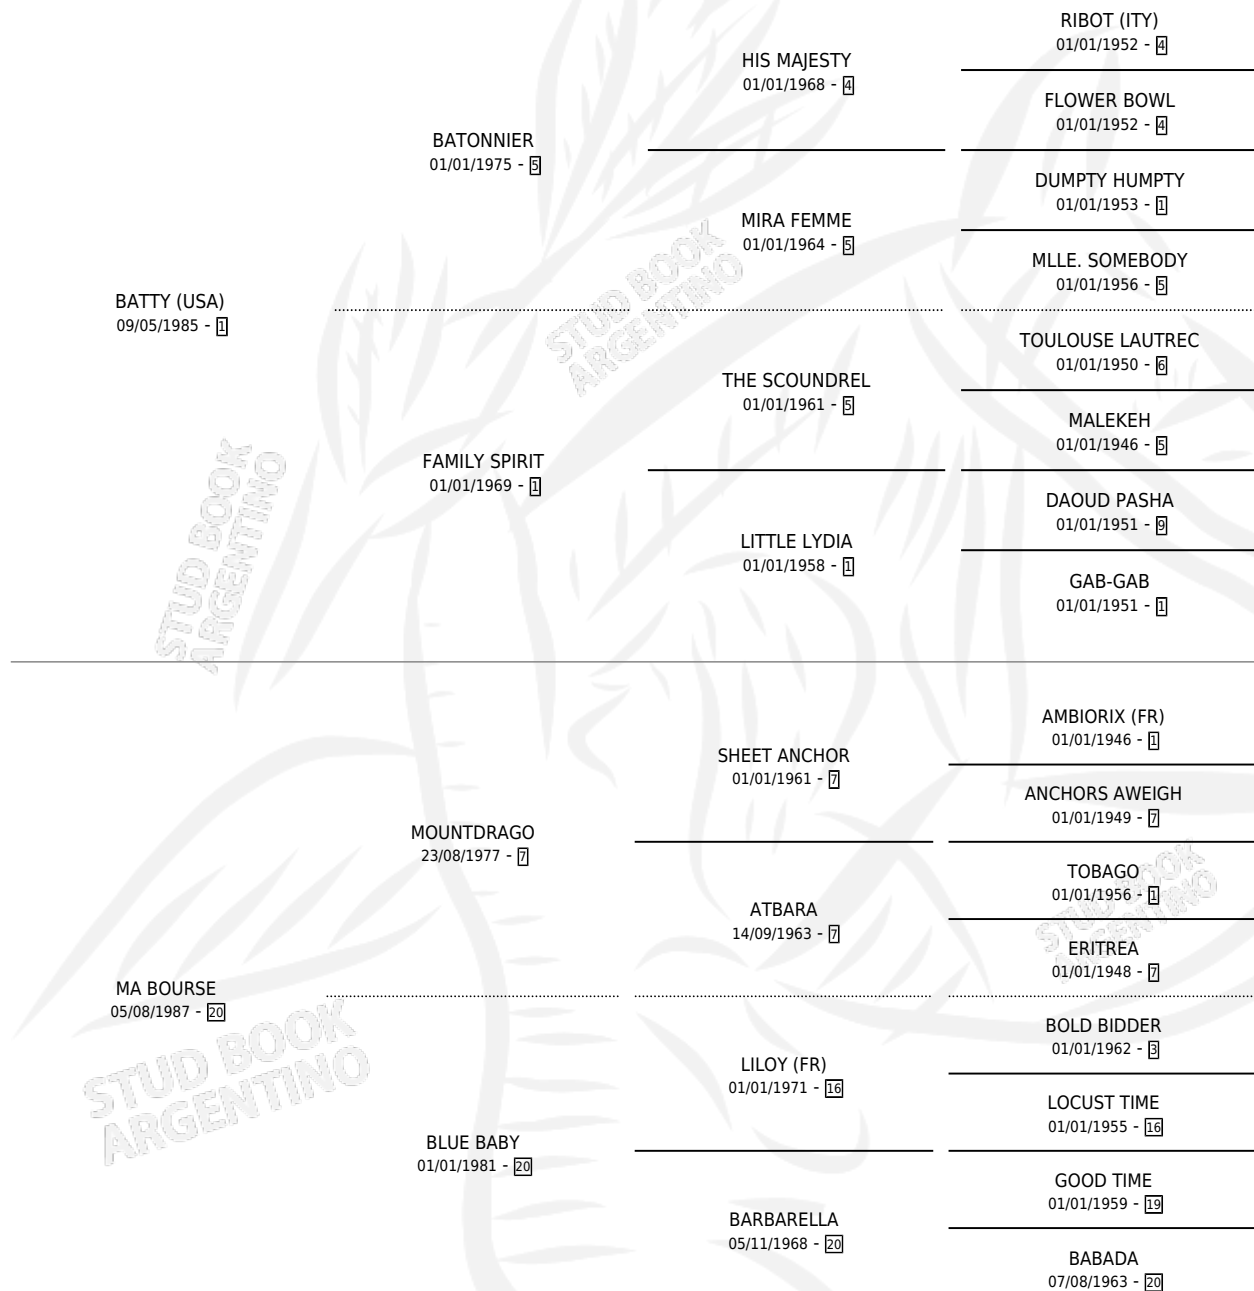 RIBOT (ITY)
01/01/1952 - 4
HIS MAJESTY
01/01/1968 - 4
FLOWER BOWL
01/01/1952 - 4
BATONNIER
01/01/1975 - 5
DUMPTY HUMPTY
01/01/1953 - 1
MIRA FEMME
01/01/1964 - 5
MLLE. SOMEBODY
01/01/1956 - 5
BATTY (USA)
09/05/1985 - 1
TOULOUSE LAUTREC
01/01/1950 - 6
THE SCOUNDREL
01/01/1961 - 5
MALEKEH
01/01/1946 - 5
FAMILY SPIRIT
01/01/1969 - 1
DAOUD PASHA
01/01/1951 - 9
LITTLE LYDIA
01/01/1958 - 1
GAB-GAB
01/01/1951 - 1
STUD BOOK
ARGENTINO
STUD BOOK
ARGENTINO
AMBIORIX (FR)
01/01/1946 - 1
SHEET ANCHOR
01/01/1961 - 7
ANCHORS AWEIGH
01/01/1949 - 7
MOUNTDRAGO
23/08/1977 - 7
TOBAGO
01/01/1956 - 1
ATBARA
14/09/1963 - 7
ERITREA
01/01/1948 - 7
MA BOURSE
05/08/1987 - 20
BOLD BIDDER
01/01/1962 - 3
LILOY (FR)
01/01/1971 - 16
LOCUST TIME
01/01/1955 - 16
BLUE BABY
01/01/1981 - 20
GOOD TIME
01/01/1959 - 19
BARBARELLA
05/11/1968 - 20
BABADA
07/08/1963 - 20
STUD BOOK
ARGENTINO
STUD BOOK
ARGENTINO